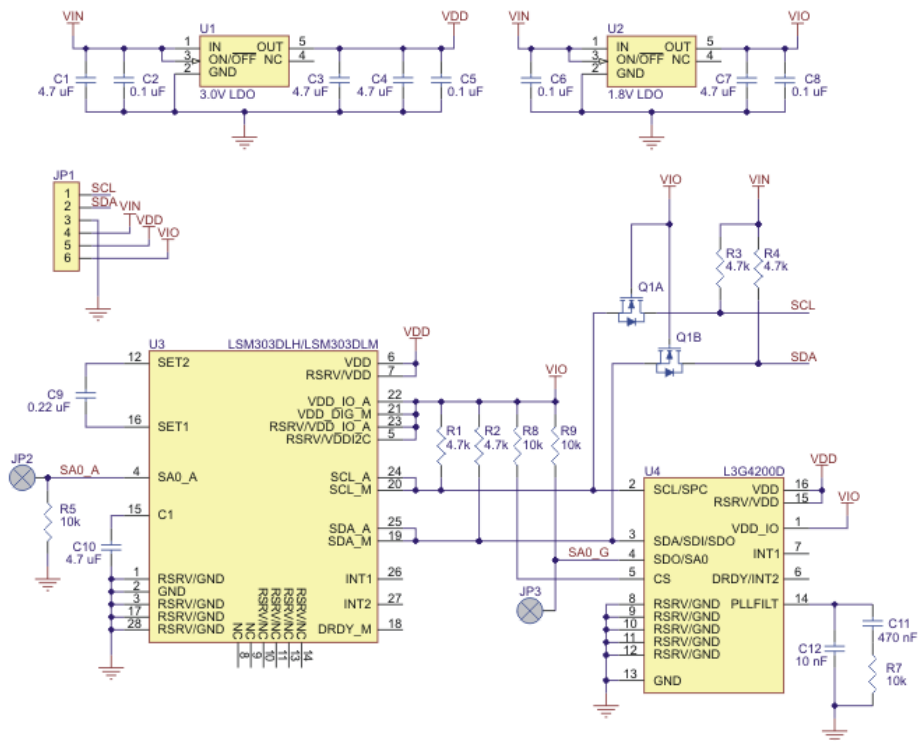 VIN
U1
VDD
1 IN OUT 5
3 ON/OFF NC 4
2 GND
3.0V LDO
C1
4.7 uF
C2
0.1 uF
C3
4.7 uF
C4
4.7 uF
C5
0.1 uF
VIN
U2
VIO
1 IN OUT 5
3 ON/OFF NC 4
2 GND
1.8V LDO
C6
0.1 uF
C7
4.7 uF
C8
0.1 uF
JP1
1 SCL
2 SDA
3 VIN
4 VDD
5 VIO
6
VIO
VIN
R3
4.7k
R4
4.7k
Q1A
SCL
Q1B
SDA
U3
LSM303DLH/LSM303DLM
VDD
12 SET2
VDD 6
RSRV/VDD 7
C9
0.22 uF
VIO
VDD_IO_A 22
VDD_DIG_M 21
RSRV/VDD_IO_A 23
RSRV/VDDI2C 5
16 SET1
R1
4.7k
R2
4.7k
R8
10k
R9
10k
JP2
SA0_A
4 SA0_A
SCL_A 24
SCL_M 20
R5
10k
15 C1
C10
4.7 uF
SDA_A 25
SDA_M 19
1 RSRV/GND
2 GND
3 RSRV/GND
17 RSRV/GND
28 RSRV/GND
INT1 26
INT2 27
DRDY_M 18
NC 8
NC 9
RSRV/NC 10
RSRV/NC 11
RSRV/NC 13
RSRV/NC 14
SA0_G
JP3
U4
L3G4200D
VDD
VIO
2 SCL/SPC
VDD 16
RSRV/VDD 15
VDD_IO 1
3 SDA/SDI/SDO
INT1 7
4 SDO/SA0
5 CS
DRDY/INT2 6
8 RSRV/GND
9 RSRV/GND
10 RSRV/GND
11 RSRV/GND
12 RSRV/GND
13 GND
PLLFILT 14
C11
470 nF
C12
10 nF
R7
10k